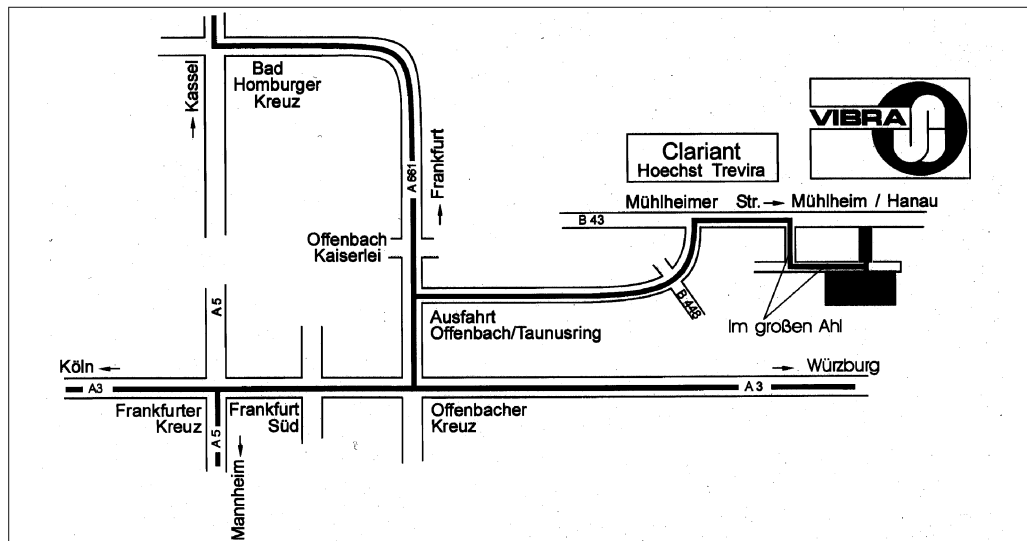 Kassel
Bad
Homburger
Kreuz
A 661
Frankfurt
VIBRA
Clariant
Hoechst Trevira
Mühlheimer Str. Mühlheim / Hanau
B 43
Offenbach
Kaiserlei
B 448
A 5
Ausfahrt
Offenbach/Taunusring
Im großen Ahl
Köln
Würzburg
A3
A 3
Frankfurter
Kreuz
A 5
Frankfurt
Süd
Offenbacher
Kreuz
Mannheim